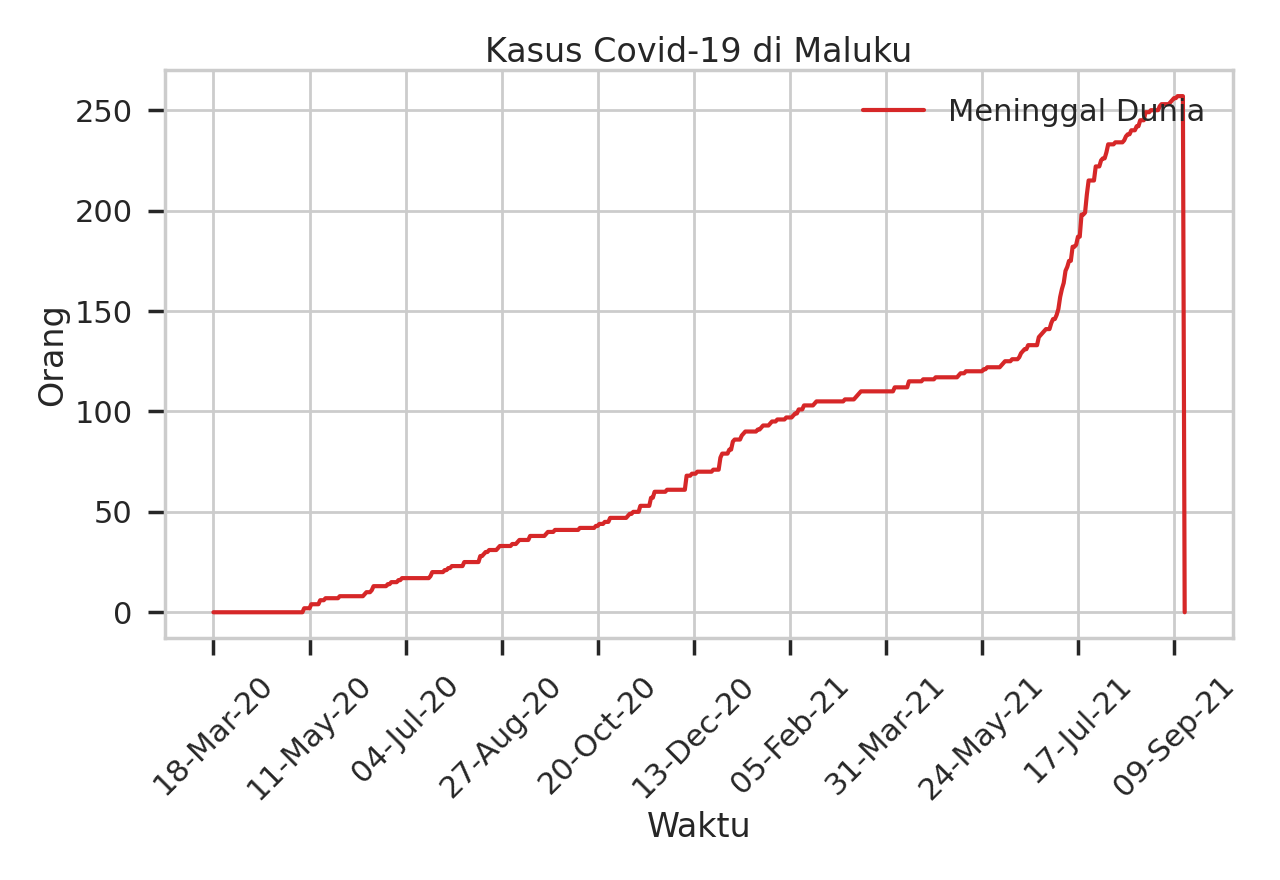 Kasus Covid-19 di Maluku
Meninggal Dunia
Orang
250
200
150
100
50
0
18-Mar-20
11-May-20
04-Jul-20
27-Aug-20
20-Oct-20
13-Dec-20
05-Feb-21
31-Mar-21
24-May-21
17-Jul-21
09-Sep-21
Waktu